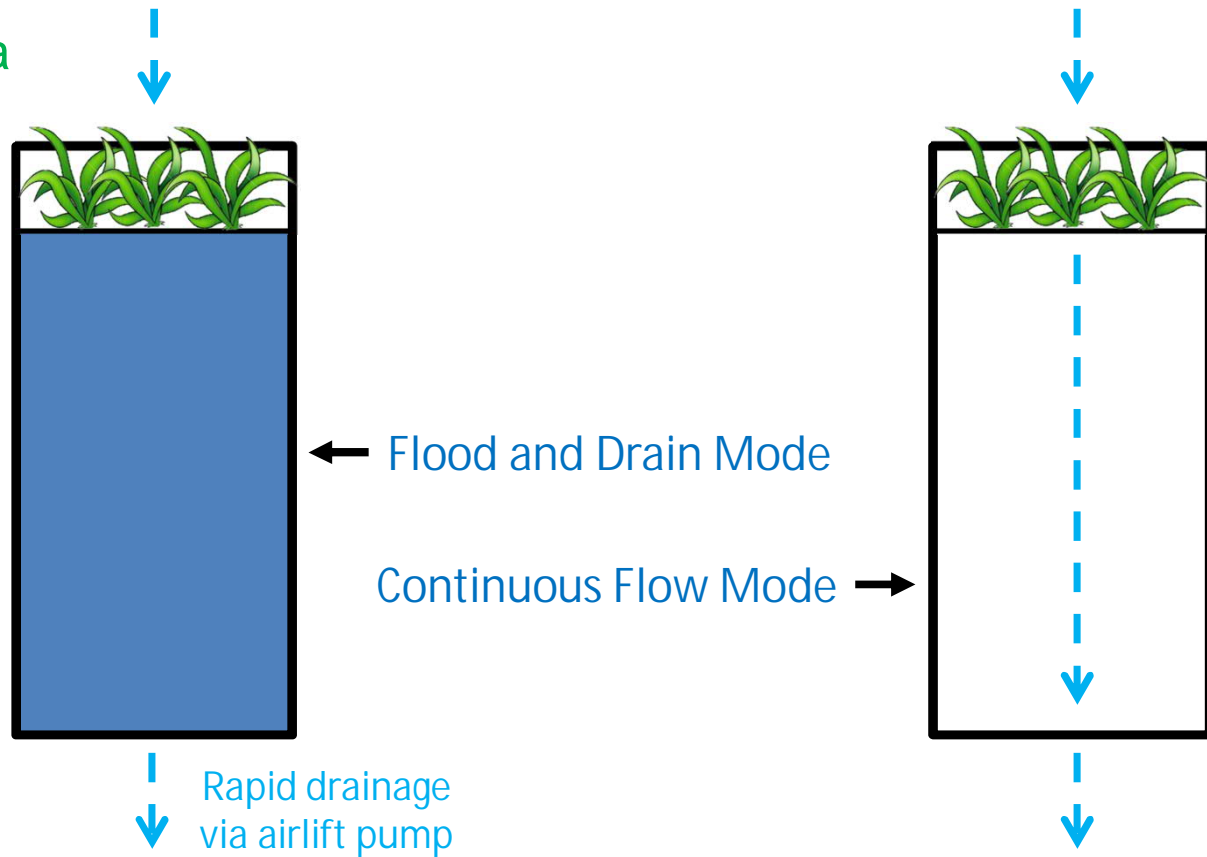 a
Flood and Drain Mode
Continuous Flow Mode
Rapid drainage
via airlift pump